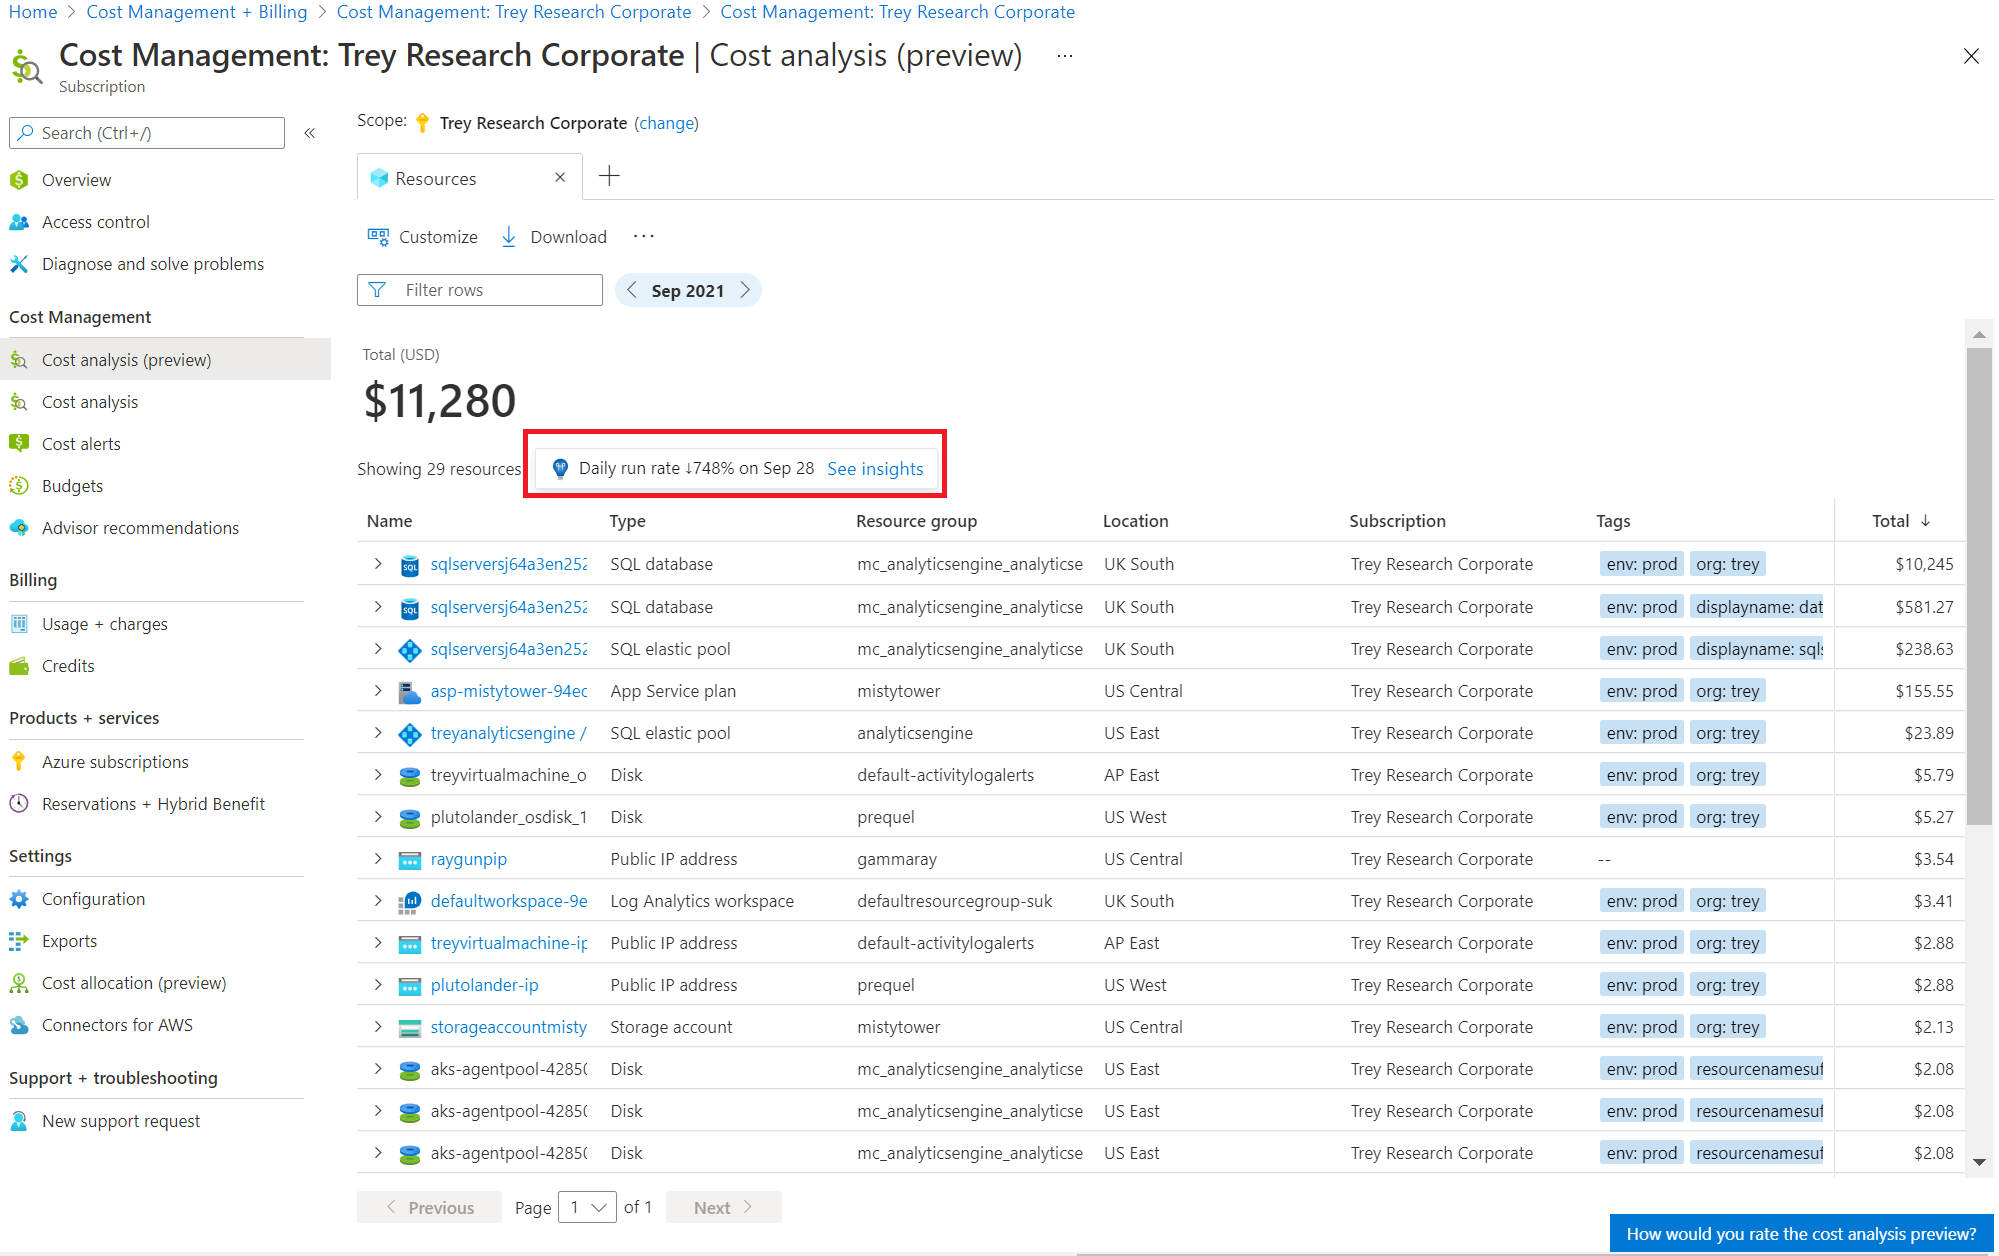 Home > Cost Management + Billing > Cost Management: Trey Research Corporate > Cost Management: Trey Research Corporate
Cost Management: Trey Research Corporate | Cost analysis (preview) ...
Subscription
Search (Ctrl+/)
«
Overview
Access control
Diagnose and solve problems
Cost Management
Cost analysis (preview)
Cost analysis
Cost alerts
Budgets
Advisor recommendations
Billing
Usage + charges
Credits
Products + services
Azure subscriptions
Reservations + Hybrid Benefit
Settings
Configuration
Exports
Cost allocation (preview)
Connectors for AWS
Support + troubleshooting
New support request
Scope: Trey Research Corporate (change)
Resources
Customize Download ...
Filter rows < Sep 2021 >
Total (USD)
$11,280
Showing 29 resources Daily run rate ↓748% on Sep 28 See insights
Name Type Resource group Location Subscription Tags Total ↓
sqlserversj64a3en252 SQL database mc_analyticsengine_analyticse UK South Trey Research Corporate env: prod org: trey $10,245
sqlserversj64a3en252 SQL database mc_analyticsengine_analyticse UK South Trey Research Corporate env: prod displayname: dat $581.27
sqlserversj64a3en252 SQL elastic pool mc_analyticsengine_analyticse UK South Trey Research Corporate env: prod displayname: sqls $238.63
asp-mistytower-94ec App Service plan mistytower US Central Trey Research Corporate env: prod org: trey $155.55
treyanalyticsengine / SQL elastic pool analyticsengine US East Trey Research Corporate env: prod org: trey $23.89
treyvirtualmachine_o Disk default-activitylogalerts AP East Trey Research Corporate env: prod org: trey $5.79
plutolander_osdisk_1 Disk prequel US West Trey Research Corporate env: prod org: trey $5.27
raygunpip Public IP address gammaray US Central Trey Research Corporate -- $3.54
defaultworkspace-9e Log Analytics workspace defaultresourcegroup-suk UK South Trey Research Corporate env: prod org: trey $3.41
treyvirtualmachine-ip Public IP address default-activitylogalerts AP East Trey Research Corporate env: prod org: trey $2.88
plutolander-ip Public IP address prequel US West Trey Research Corporate env: prod org: trey $2.88
storageaccountmisty Storage account mistytower US Central Trey Research Corporate env: prod org: trey $2.13
aks-agentpool-42850 Disk mc_analyticsengine_analyticse US East Trey Research Corporate env: prod resourcenamesuf $2.08
aks-agentpool-42850 Disk mc_analyticsengine_analyticse US East Trey Research Corporate env: prod resourcenamesuf $2.08
aks-agentpool-42850 Disk mc_analyticsengine_analyticse US East Trey Research Corporate env: prod resourcenamesuf $2.08
< Previous Page 1 of 1 Next >
How would you rate the cost analysis preview?